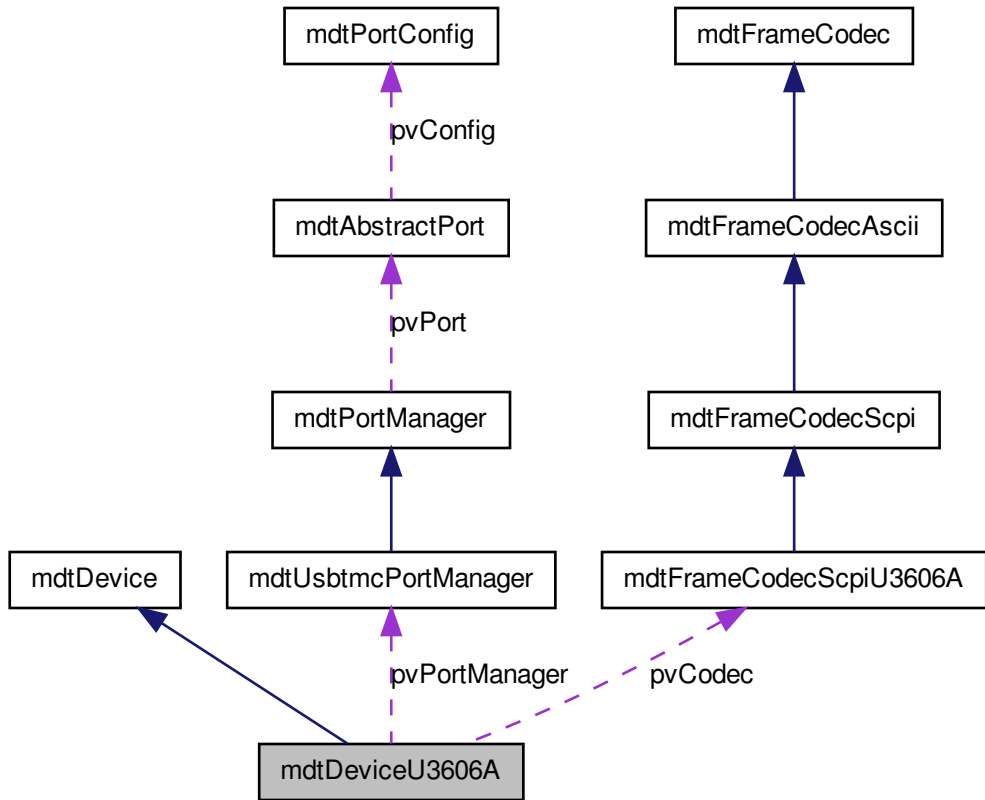 mdtPortConfig
mdtFrameCodec
pvConfig
mdtAbstractPort
mdtFrameCodecAscii
pvPort
mdtPortManager
mdtFrameCodecScpi
mdtDevice
mdtUsbtmcPortManager
mdtFrameCodecScpiU3606A
pvPortManager
pvCodec
mdtDeviceU3606A